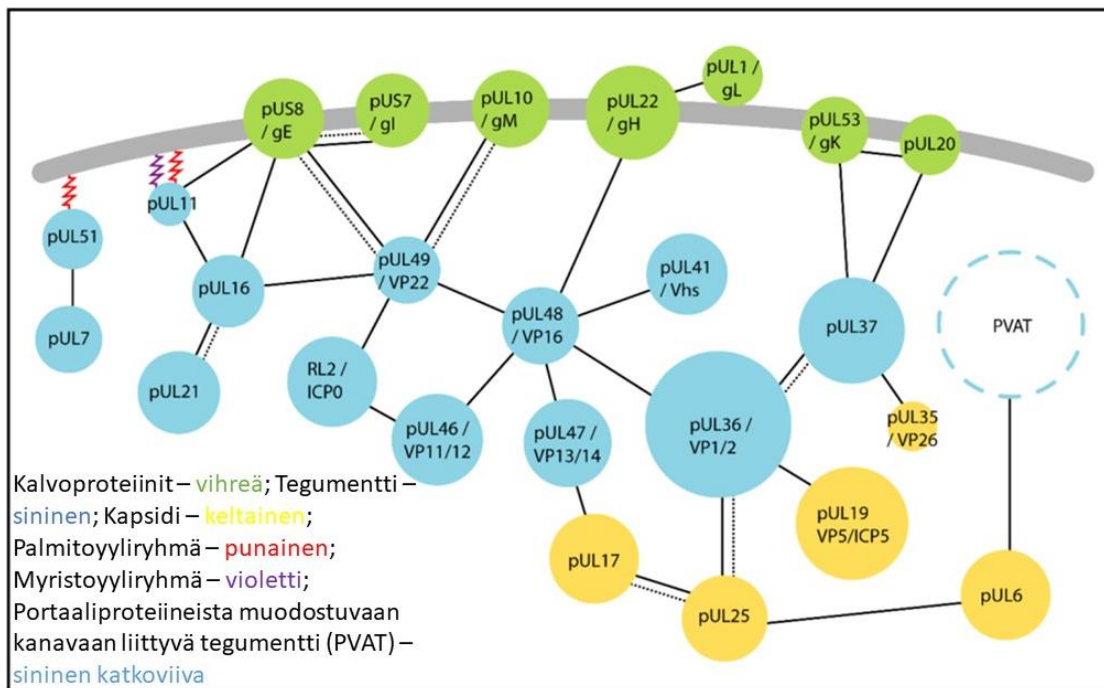 pUL1 /
gL
pUS8
/ gE
pUS7
/ gI
pUL10
/ gM
pUL22
/ gH
pUL53
/ gK
pUL20
pUL11
pUL51
pUL16
pUL49
/ VP22
pUL41
/ Vhs
pUL48
/ VP16
pUL37
PVAT
pUL7
pUL21
RL2 /
ICP0
pUL46 /
VP11/12
pUL47 /
VP13/14
pUL36 /
VP1/2
pUL35
/ VP26
pUL19
VP5/ICP5
pUL17
pUL25
pUL6
Kalvoproteiinit – vihreä; Tegumentti –
sininen; Kapsidi – keltainen;
Palmitoyyliryhmä – punainen;
Myristoyyliryhmä – violetti;
Portaaliproteiineista muodostuvaan
kanavaan liittyvä tegumentti (PVAT) –
sininen katkoviiva